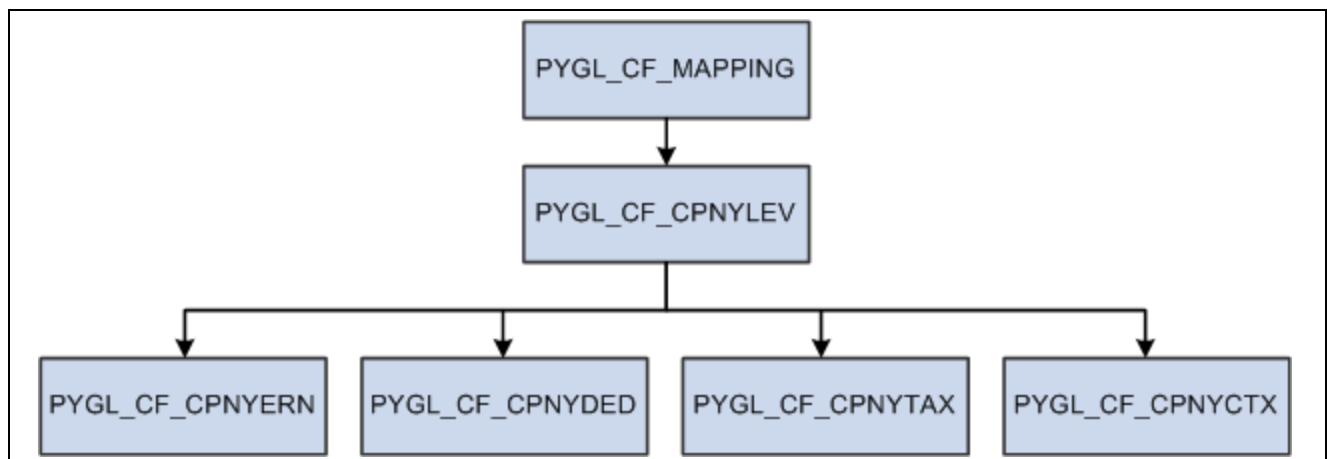 PYGL_CF_MAPPING
PYGL_CF_CPNYLEV
PYGL_CF_CPNYERN
PYGL_CF_CPNYDED
PYGL_CF_CPNYTAX
PYGL_CF_CPNYCTX